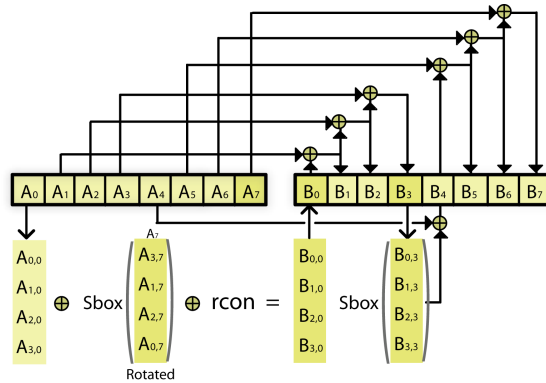 A0 A1 A2 A3 A4 A5 A6 A7 B0 B1 B2 B3 B4 B5 B6 B7
A7
A0,0 A3,7 B0,0 B0,3
A1,0 A1,7 B1,0 B1,3
⊕ Sbox ⊕ rcon = Sbox
A2,0 A2,7 B2,0 B2,3
A3,0 A0,7 B3,0 B3,3
Rotated